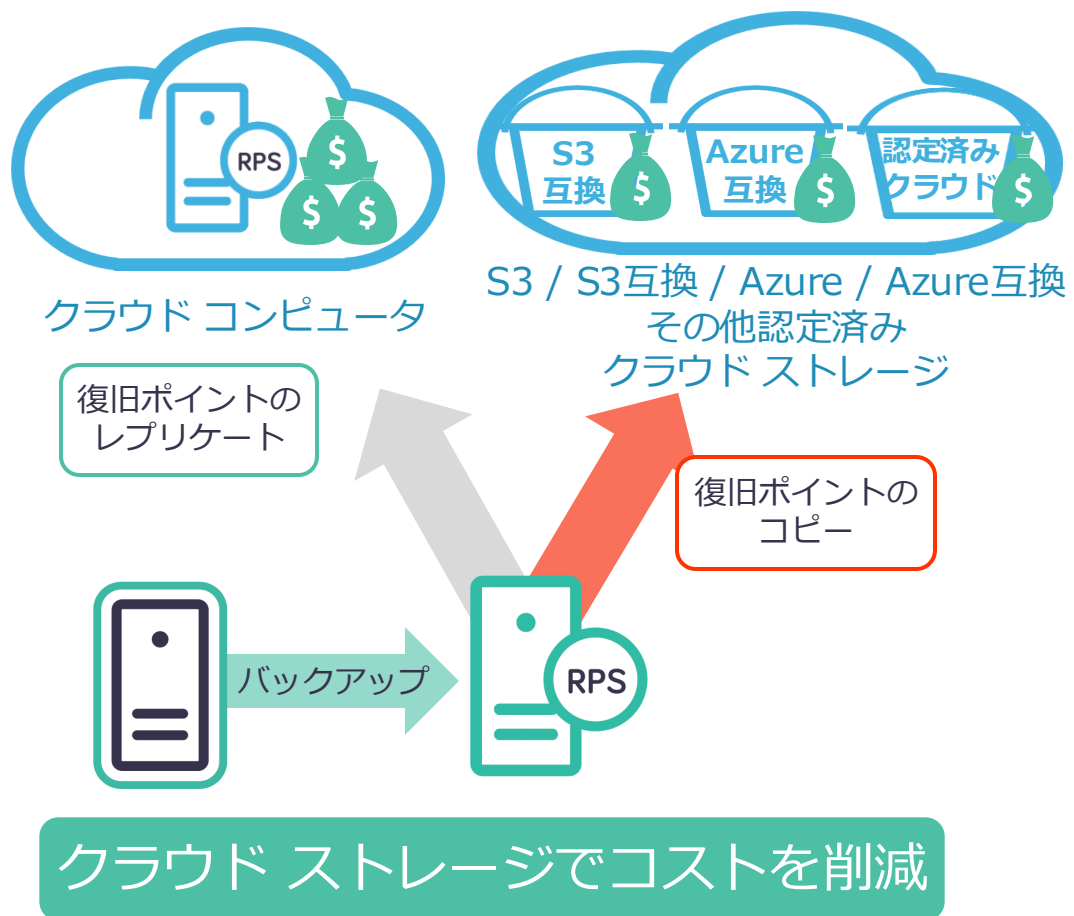 RPS
$
$
$
S3
互換
$
Azure
互換
$
認定済み
クラウド
$
クラウド コンピュータ
S3 / S3互換 / Azure / Azure互換
その他認定済み
クラウド ストレージ
復旧ポイントの
レプリケート
復旧ポイントの
コピー
バックアップ
RPS
クラウド ストレージでコストを削減